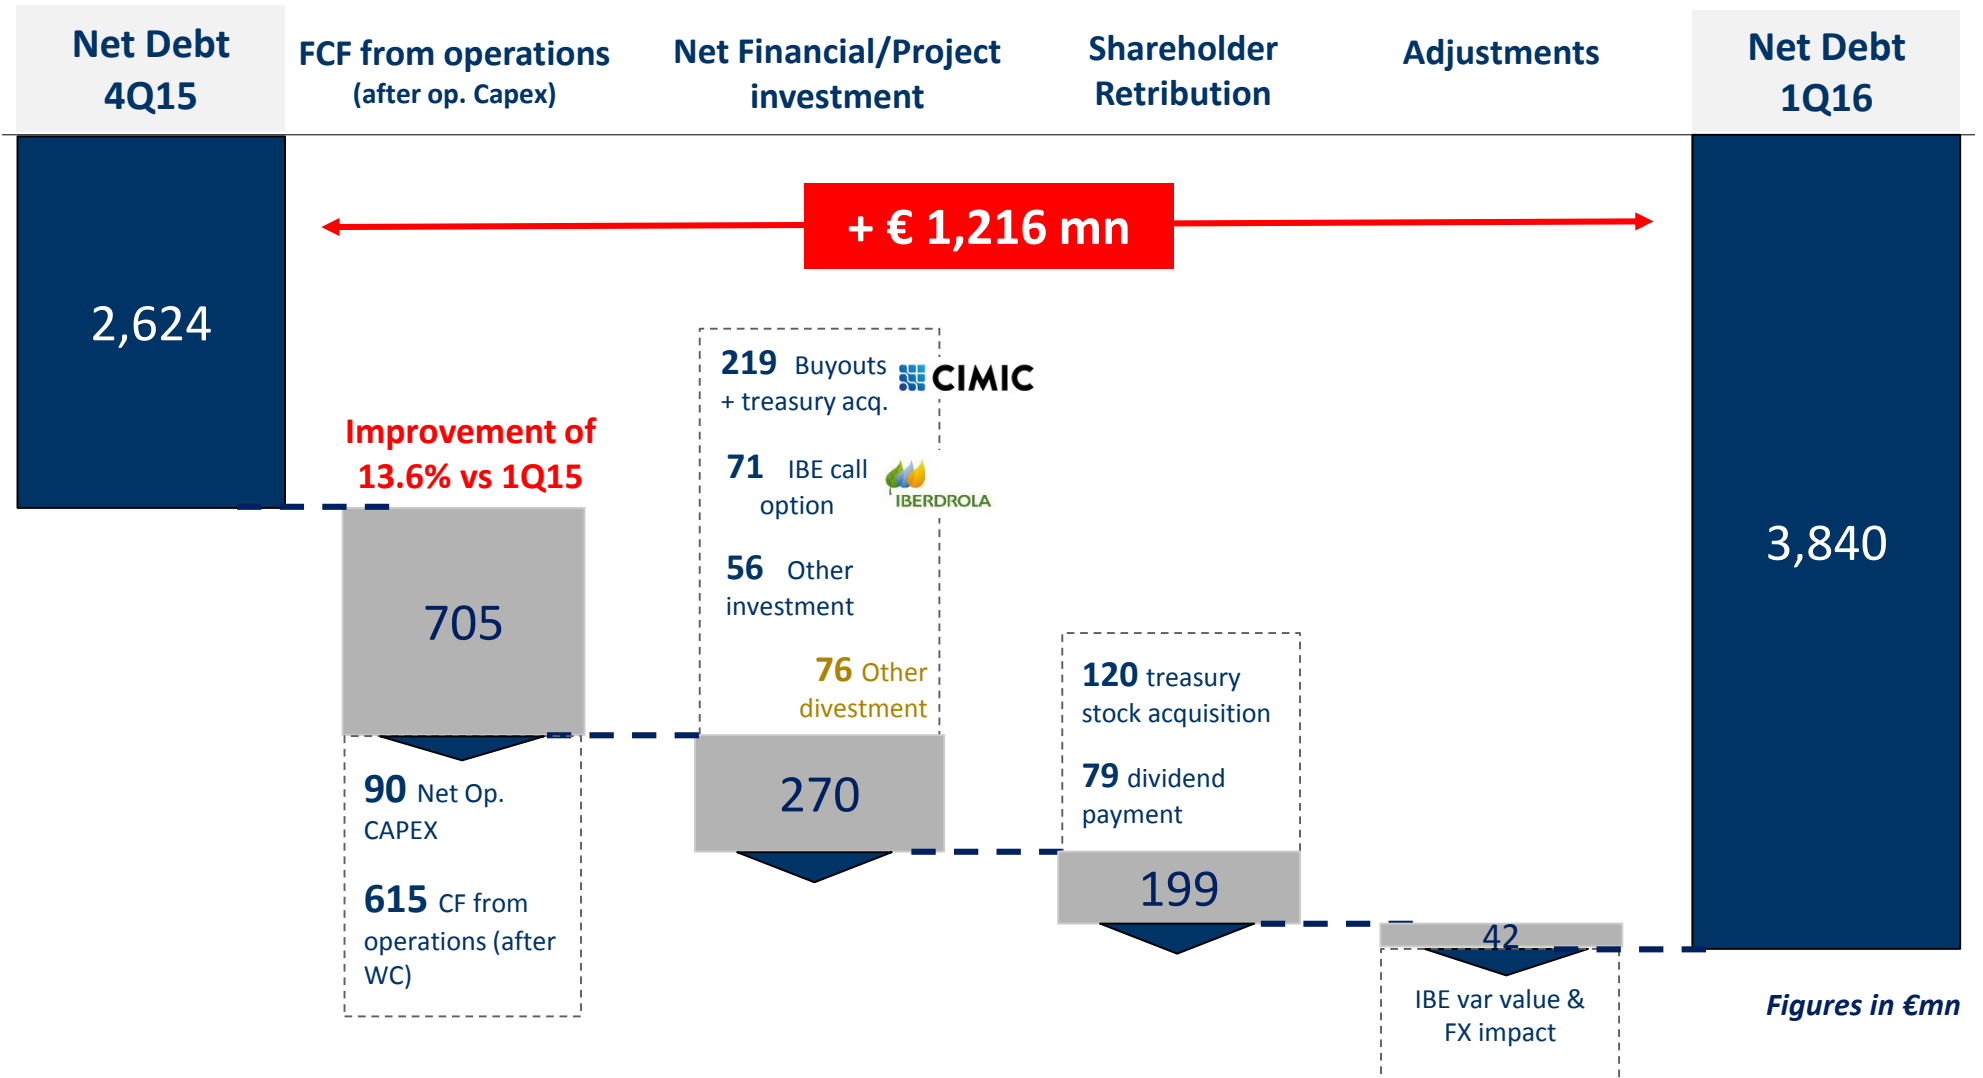 Net Debt
4Q15
FCF from operations
(after op. Capex)
Net Financial/Project
investment
Shareholder
Retribution
Adjustments
Net Debt
1Q16
+ € 1,216 mn
2,624
3,840
Improvement of
13.6% vs 1Q15
705
90 Net Op.
CAPEX
615 CF from
operations (after
WC)
219 Buyouts
+ treasury acq.
CIMIC
71 IBE call
option
IBERDROLA
56 Other
investment
76 Other
divestment
270
120 treasury
stock acquisition
79 dividend
payment
199
42
IBE var value &
FX impact
Figures in €mn